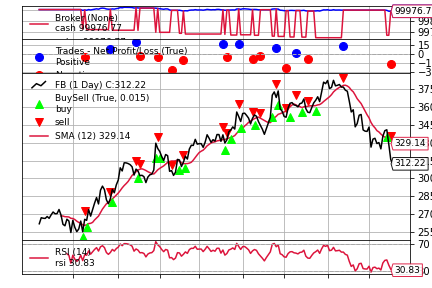 Broker (None)
cash 99976.77
99976.7
Trades - Net Profit/Loss (True)
Positive
15
0
FB (1 Day) C:312.22
BuySell (True, 0.015)
buy
sell
SMA (12) 329.14
375
360
345
329.14
312.22
300
285
270
255
RSI (14)
rsi 30.83
70
30.83